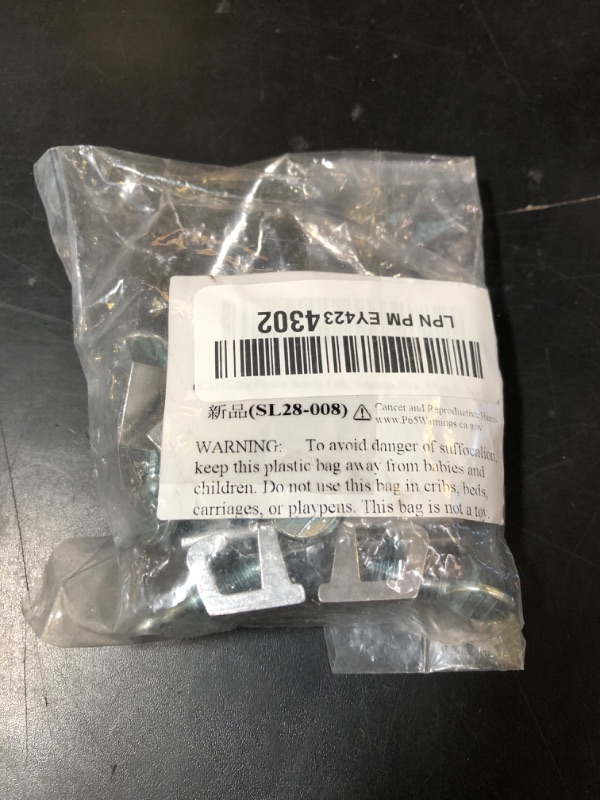 LPN PM EY4234302
新品(SL28-008) ⚠ Cancer and Reproductive Harm
www.P65Warnings.ca.gov
WARNING: To avoid danger of suffocation,
keep this plastic bag away from babies and
children. Do not use this bag in cribs, beds,
carriages, or playpens. This bag is not a toy.